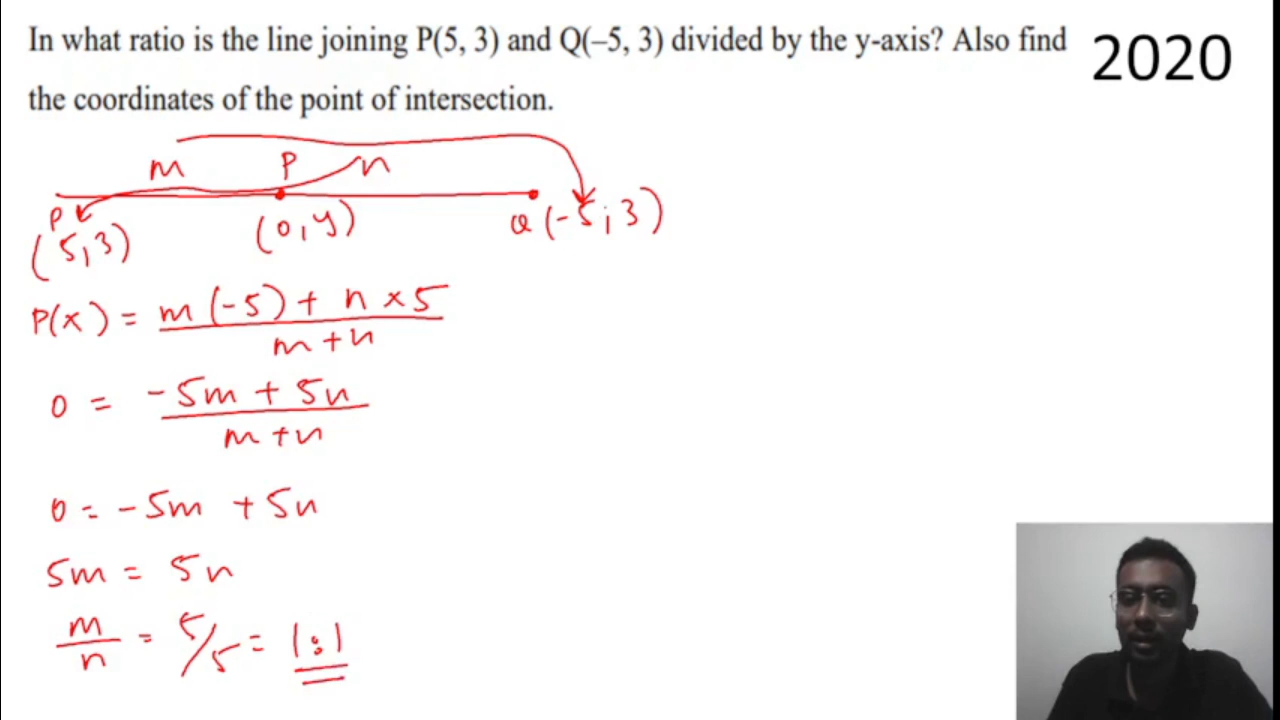 In what ratio is the line joining P(5, 3) and Q(–5, 3) divided by the y-axis? Also find
the coordinates of the point of intersection.
2020
m P n
P
(5,3)
(0,y)
Q (-5,3)
P(x) = m(-5) + n × 5 / m+n
0 = -5m + 5n / m+n
0 = -5m + 5n
5m = 5n
m/n = 5/5 = 1:1